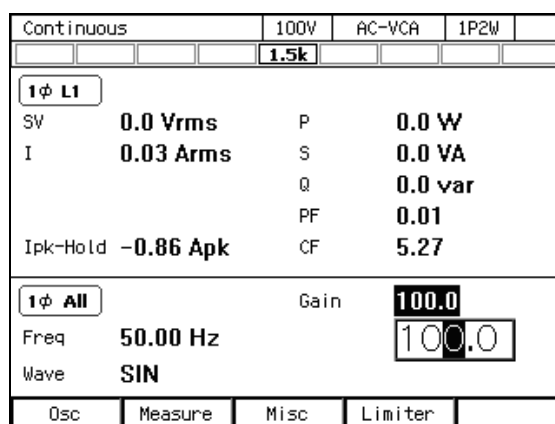 Continuous 100V AC-VCA 1P2W
1.5k
1ϕ L1
SV 0.0 Vrms P 0.0 W
I 0.03 Arms S 0.0 VA
Q 0.0 var
PF 0.01
Ipk-Hold -0.86 Apk CF 5.27
1ϕ All Gain 100.0
Freq 50.00 Hz 100.0
Wave SIN
Osc Measure Misc Limiter